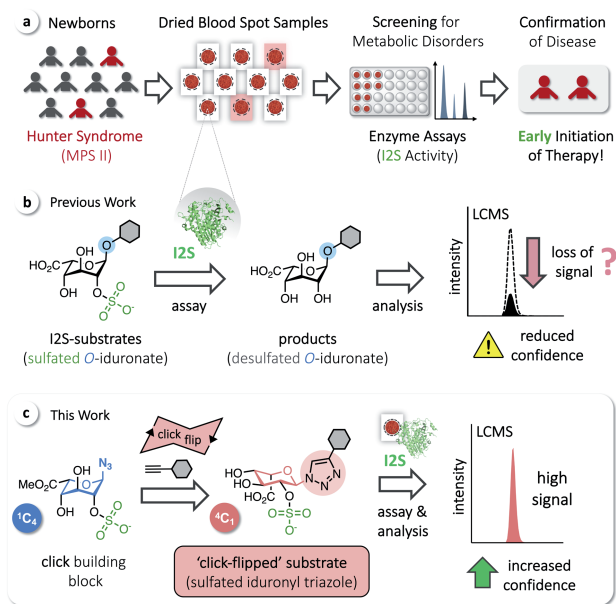 a
Newborns
Dried Blood Spot Samples
Screening for
Metabolic Disorders
Confirmation
of Disease
Hunter Syndrome
(MPS II)
Enzyme Assays
(I2S Activity)
Early Initiation
of Therapy!
b
Previous Work
O
OH
HO₂C
O
OH
O
S
O
O
O⁻
I2S-substrates
(sulfated O-iduronate)
I2S
assay
O
OH
HO₂C
O
OH
OH
products
(desulfated O-iduronate)
analysis
LCMS
intensity
loss of
signal
?
reduced
confidence
c
This Work
N₃
OH
MeO₂C
O
OH
O
S
O
O
O⁻
¹C₄
click building
block
click
flip
HO
HO
O
HO₂C
O
N
N
N
O=S=O
O⁻
⁴C₁
'click-flipped' substrate
(sulfated iduronyl triazole)
I2S
assay &
analysis
LCMS
intensity
high
signal
increased
confidence